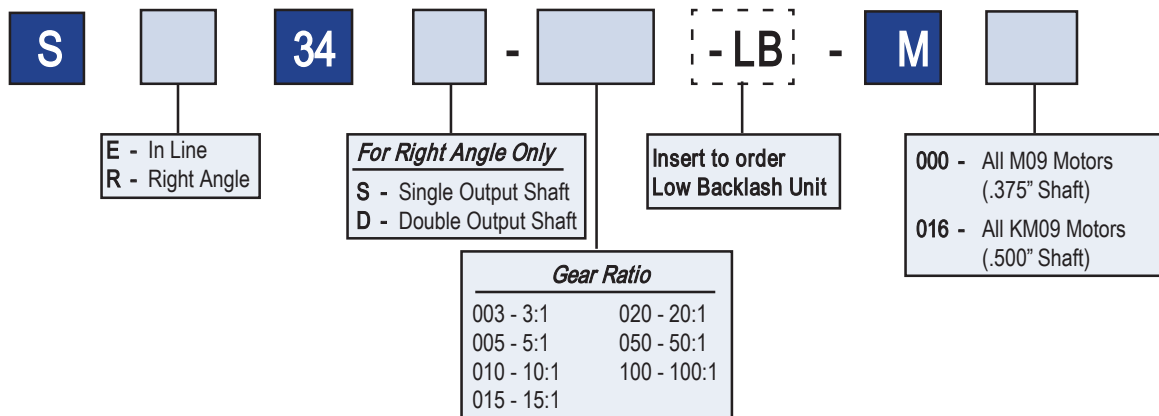 S 34 - - LB - M
E - In Line
R - Right Angle
For Right Angle Only
S - Single Output Shaft
D - Double Output Shaft
Insert to order
Low Backlash Unit
000 - All M09 Motors
(.375" Shaft)
016 - All KM09 Motors
(.500" Shaft)
Gear Ratio
003 - 3:1 020 - 20:1
005 - 5:1 050 - 50:1
010 - 10:1 100 - 100:1
015 - 15:1